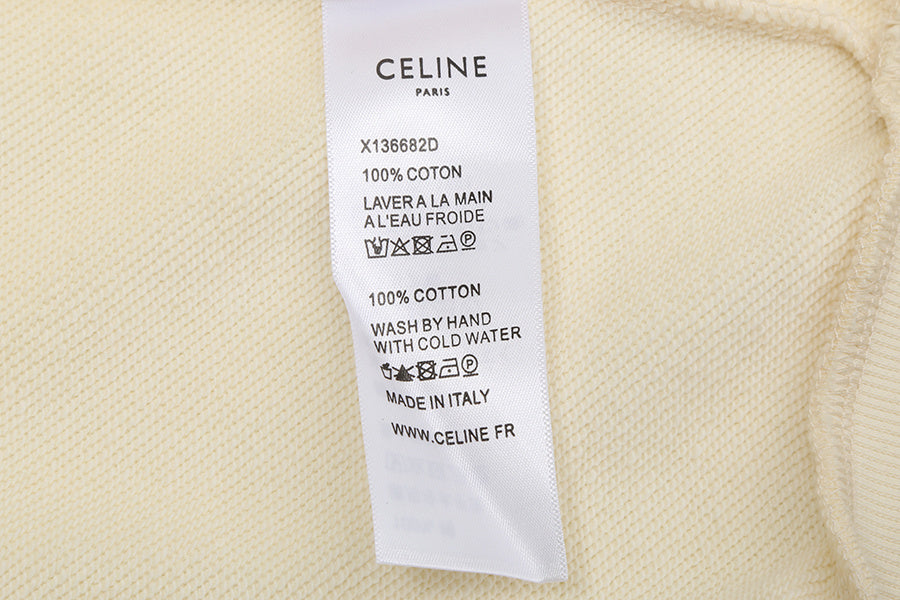 CELINE
PARIS
X136682D
100% COTON
LAVER A LA MAIN
A L'EAU FROIDE
100% COTTON
WASH BY HAND
WITH COLD WATER
MADE IN ITALY
WWW.CELINE FR